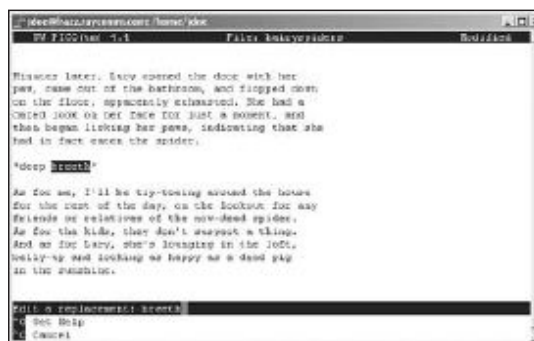 jdoe@hazz.raycomm.com: /home/jdoe
UW PICO(tm) 4.4 File: hairyspiders Modified
Minutes later, Lucy opened the door with her
paw, came out of the bathroom, and flopped down
on the floor, apparently exhausted. She had a
cured look on her face for just a moment, and
then began licking her paws, indicating that she
had in fact eaten the spider.
*deep breeth*
As for me, I'll be tip-toeing around the house
for the rest of the day, on the lookout for any
friends or relatives of the now-dead spider.
As for the kids, they don't suspect a thing.
And as for Lucy, she's lounging in the loft,
belly-up and looking as happy as a dead pig
in the sunshine.
Edit a replacement: breeth
^G Get Help
^C Cancel